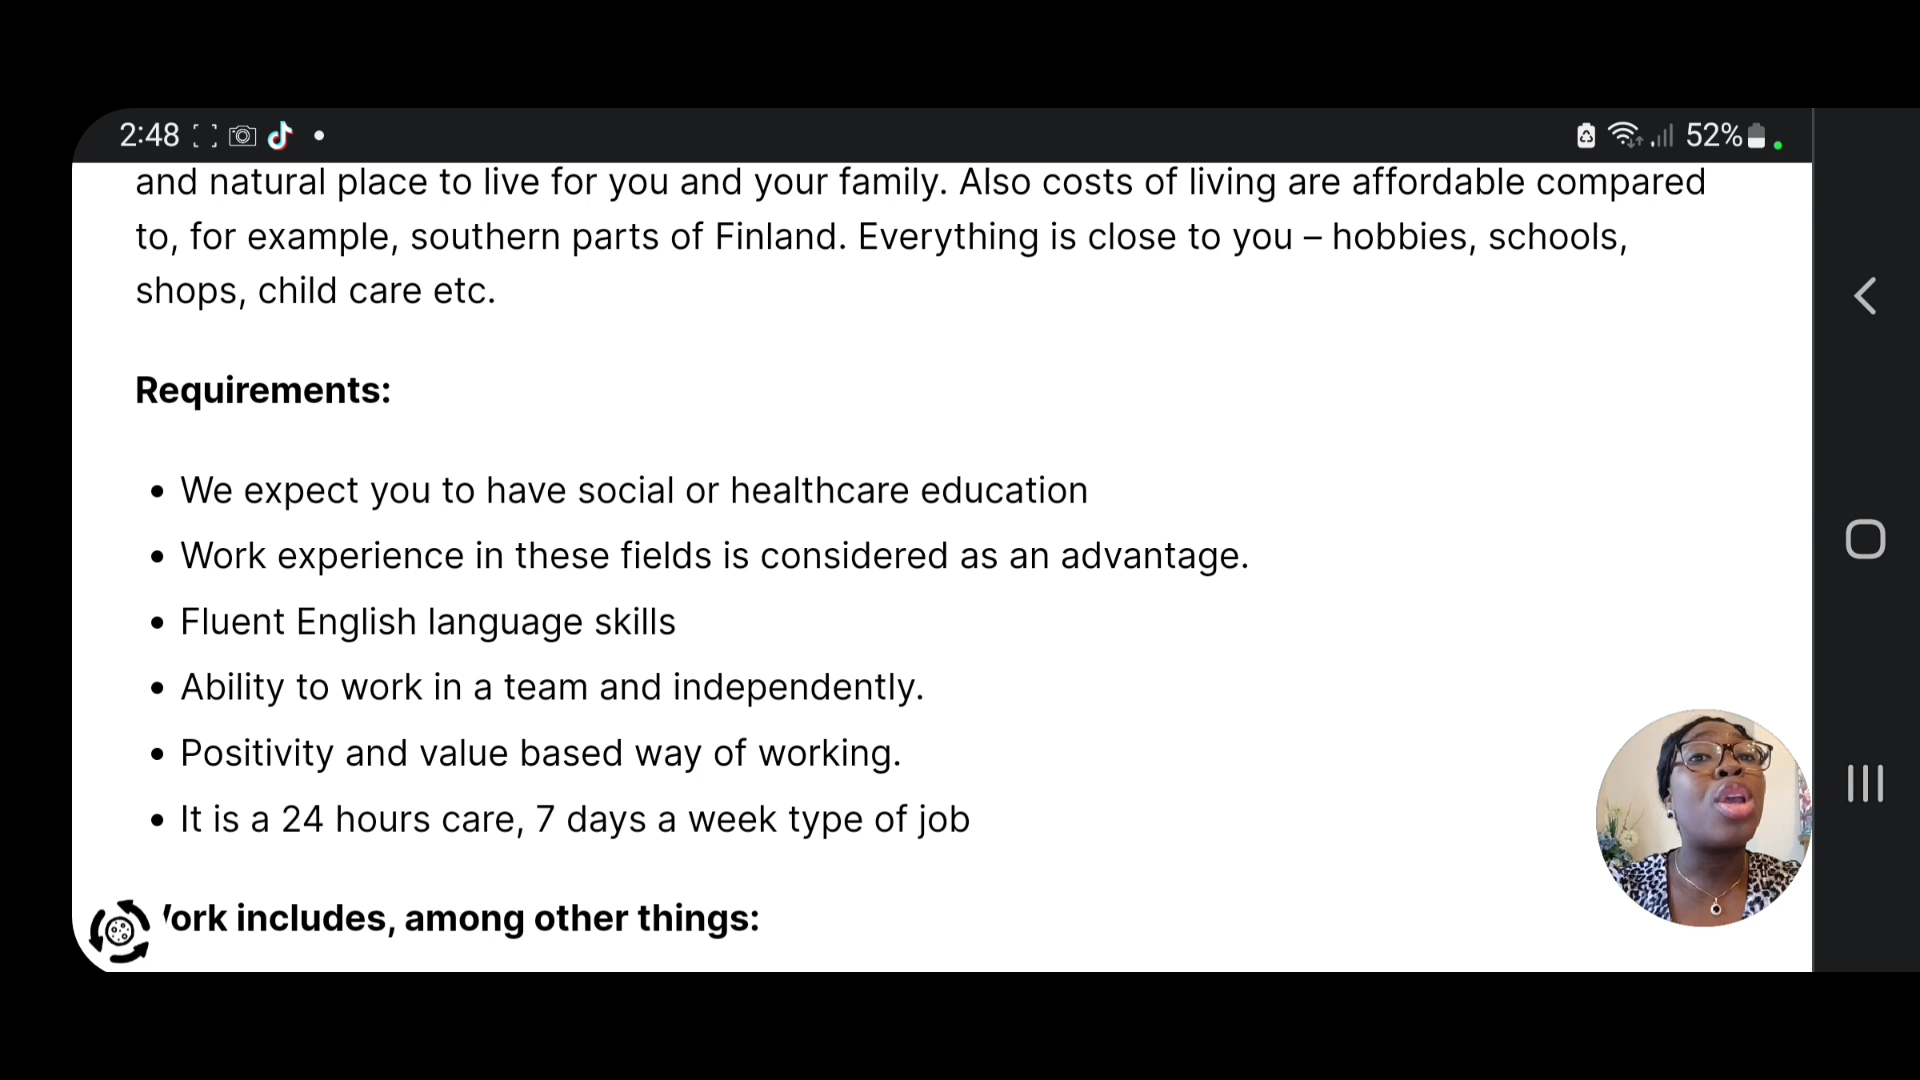 2:48
52%
and natural place to live for you and your family. Also costs of living are affordable compared
to, for example, southern parts of Finland. Everything is close to you – hobbies, schools,
shops, child care etc.
Requirements:
• We expect you to have social or healthcare education
• Work experience in these fields is considered as an advantage.
• Fluent English language skills
• Ability to work in a team and independently.
• Positivity and value based way of working.
• It is a 24 hours care, 7 days a week type of job
ork includes, among other things: